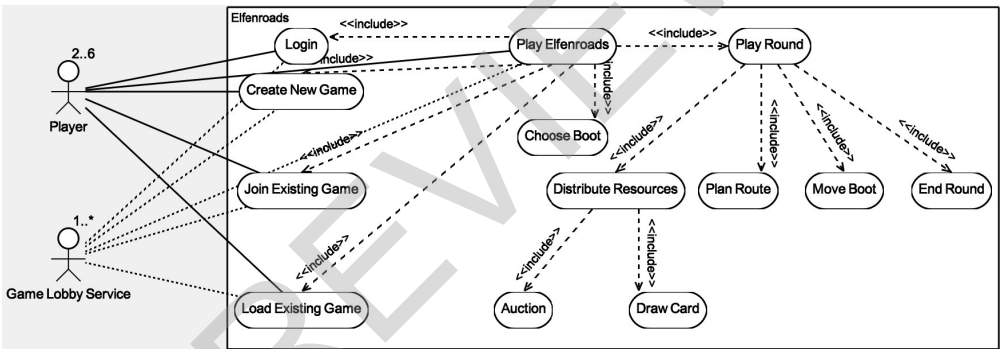 Elfenroads
<<include>>
<<include>>
2..6
Login
Play Elfenroads
Play Round
include>>
Create New Game
Player
<<include>>
Choose Boot
<<include>>
<<include>>
<<include>>
<<include>>
<<include>>
Join Existing Game
Distribute Resources
Plan Route
Move Boot
End Round
1..*
<<include>>
<<include>>
<<include>>
Game Lobby Service
Load Existing Game
Auction
Draw Card
PREVIEW